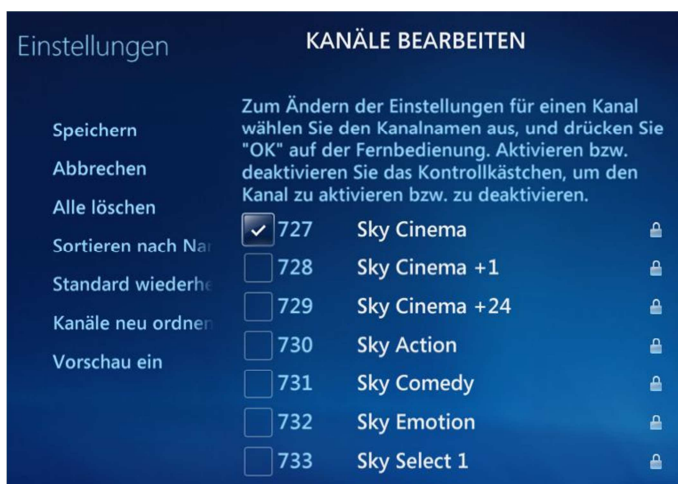 Einstellungen
KANÄLE BEARBEITEN
Zum Ändern der Einstellungen für einen Kanal
wählen Sie den Kanalnamen aus, und drücken Sie
"OK" auf der Fernbedienung. Aktivieren bzw.
deaktivieren Sie das Kontrollkästchen, um den
Kanal zu aktivieren bzw. zu deaktivieren.
Speichern
Abbrechen
Alle löschen
Sortieren nach Nar
Standard wiederhe
Kanäle neu ordnen
Vorschau ein
727 Sky Cinema
728 Sky Cinema +1
729 Sky Cinema +24
730 Sky Action
731 Sky Comedy
732 Sky Emotion
733 Sky Select 1